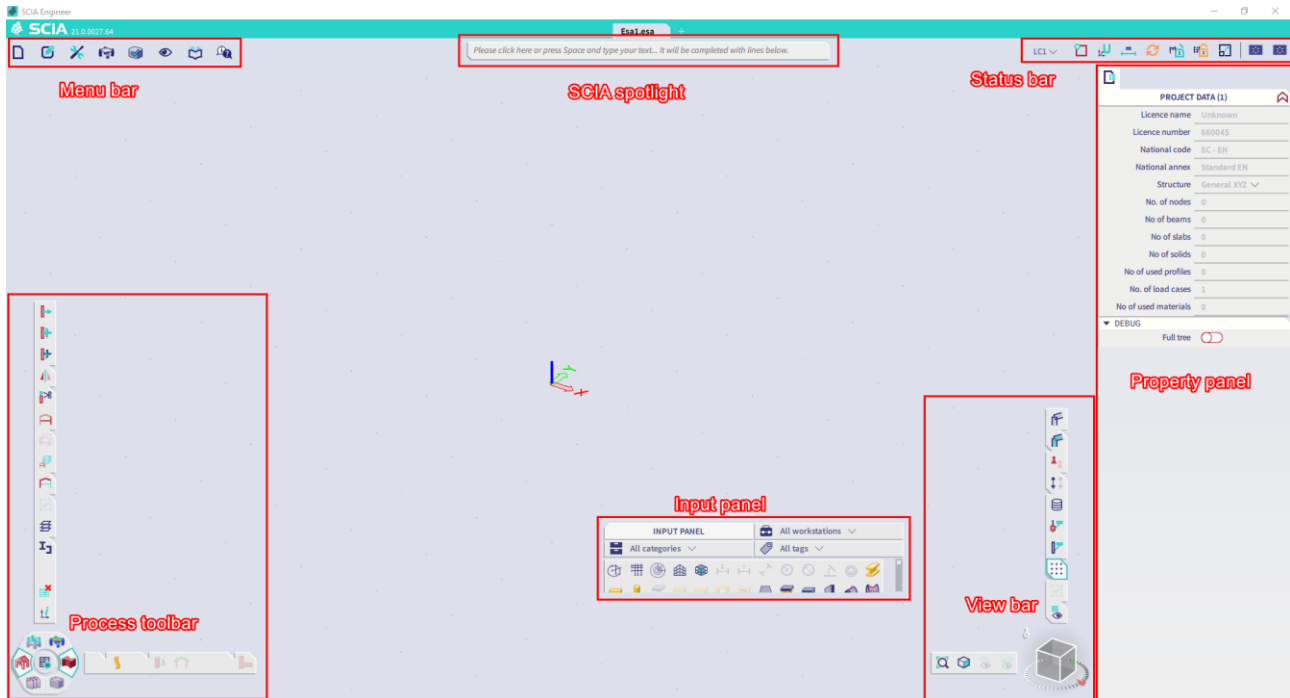 SCIA Engineer
SCIA 21.0.0027.64
Esa1.esa +
Please click here or press Space and type your text... it will be completed with lines below.
LC1
Menu bar
SCIA spotlight
Status bar
PROJECT DATA (1)
Licence name Unknown
Licence number 660045
National code EC - EN
National annex Standard EN
Structure General XYZ
No. of nodes 0
No of beams 0
No of slabs 0
No of solids 0
No of used profiles 0
No. of load cases 1
No of used materials 0
DEBUG
Full tree
Property panel
Y
X
Input panel
INPUT PANEL All workstations
All categories All tags
View bar
Process toolbar